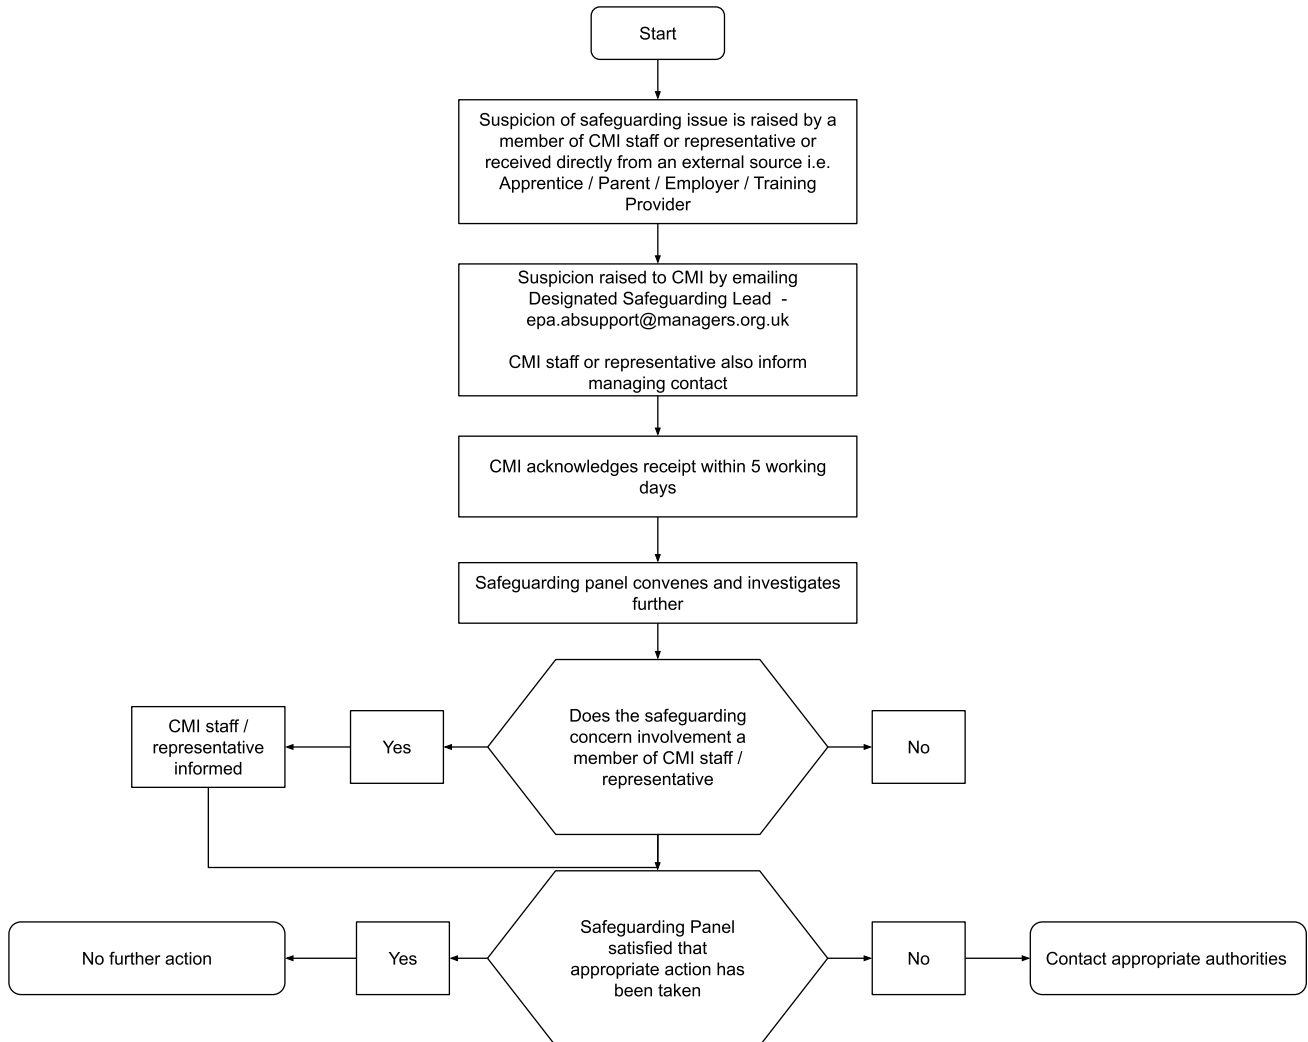 Start
Suspicion of safeguarding issue is raised by a
member of CMI staff or representative or
received directly from an external source i.e.
Apprentice / Parent / Employer / Training
Provider
Suspicion raised to CMI by emailing
Designated Safeguarding Lead  -
epa.absupport@managers.org.uk
CMI staff or representative also inform
managing contact
CMI acknowledges receipt within 5 working
days
Safeguarding panel convenes and investigates
further
Does the safeguarding
concern involvement a
member of CMI staff /
representative
Yes
CMI staff /
representative
informed
No
Safeguarding Panel
satisfied that
appropriate action has
been taken
Yes
No further action
No
Contact appropriate authorities